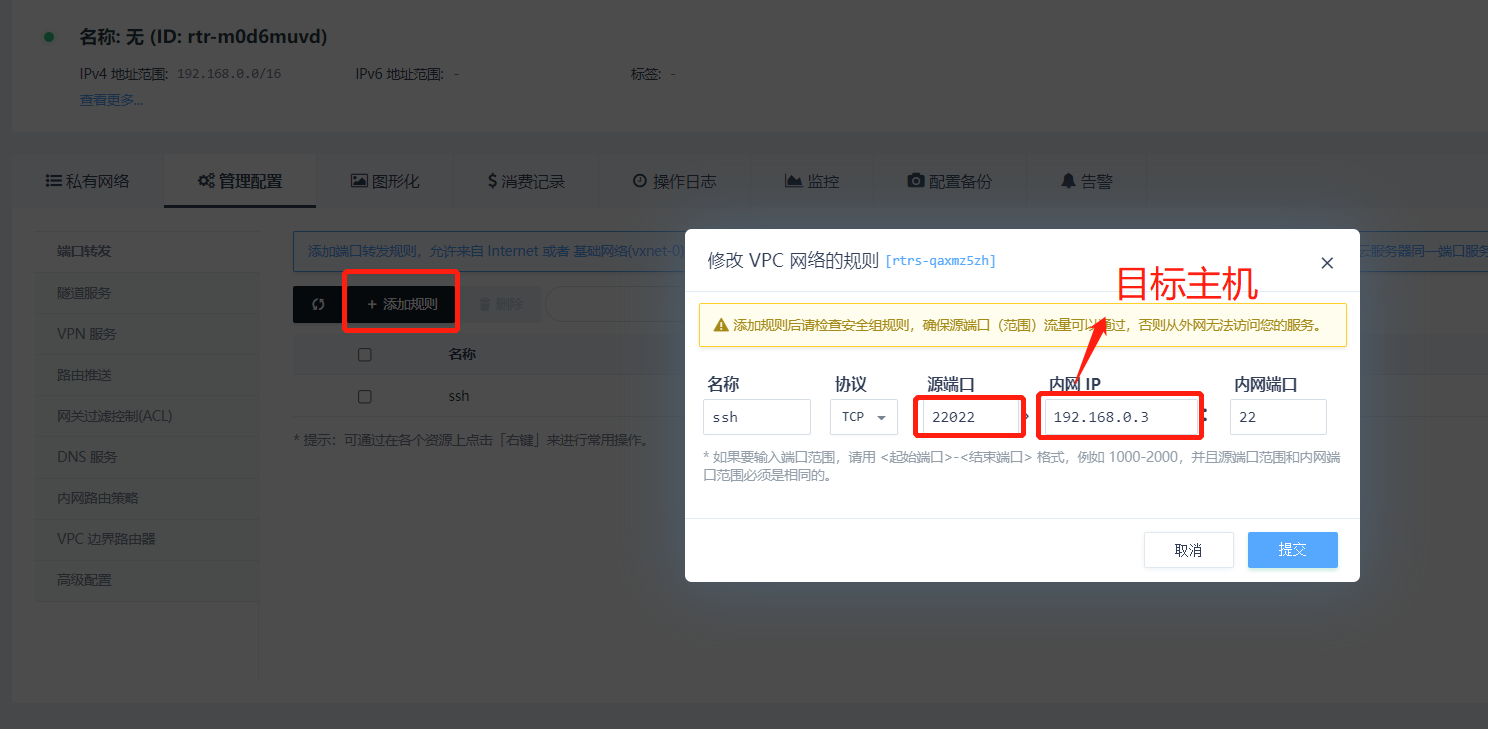 名称: 无 (ID: rtr-m0d6muvd)
IPv4 地址范围: 192.168.0.0/16 IPv6 地址范围: - 标签: -
查看更多...
私有网络 管理配置 图形化 $ 消费记录 操作日志 监控 配置备份 告警
端口转发
隧道服务
VPN 服务
路由推送
网关过滤控制(ACL)
DNS 服务
内网路由策略
VPC 边界路由器
高级配置
添加端口转发规则，允许来自 Internet 或者 基础网络(vxnet-0)
云服务器同一端口服务
+ 添加规则 删除
名称
ssh
* 提示：可通过在各个资源上点击「右键」来进行常用操作。
修改 VPC 网络的规则 [rtrs-qaxmz5zh] ×
目标主机
添加规则后请检查安全组规则，确保源端口（范围）流量可以通过，否则从外网无法访问您的服务。
名称 协议 源端口 内网 IP 内网端口
ssh TCP 22022 › 192.168.0.3 : 22
* 如果要输入端口范围，请用 <起始端口>-<结束端口> 格式，例如 1000-2000，并且源端口范围和内网端
口范围必须是相同的。
取消 提交